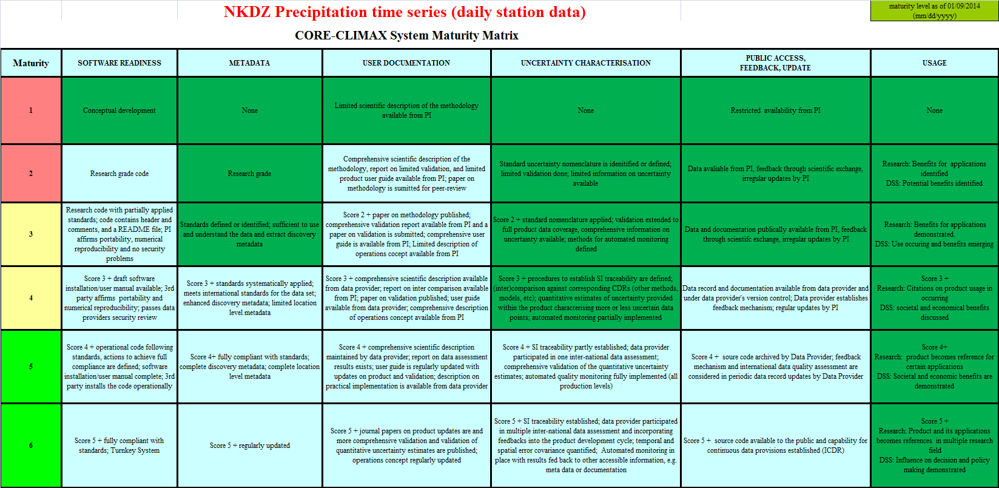 NKDZ Precipitation time series (daily station data)
maturity level as of 01/09/2014
(mm/dd/yyyy)
CORE-CLIMAX System Maturity Matrix
Maturity
SOFTWARE READINESS
METADATA
USER DOCUMENTATION
UNCERTAINTY CHARACTERISATION
PUBLIC ACCESS,
FEEDBACK, UPDATE
USAGE
1
Conceptual development
None
Limited scientific description of the methodology
available from PI
None
Restricted availability from PI
None
2
Research grade code
Research grade
Comprehensive scientific description of the
methodology, report on limited validation, and limited
product user guide available from PI; paper on
methodology is sumitted for peer-review
Standard uncertainty nomenclature is idenitified or defined;
limited validation done; limited information on uncertainty
available
Data avaliable from PI, feedback through scientific exchange,
irregular updates by PI
Research: Benefits for applications
identified
DSS: Potential benefits identified
3
Research code with partially applied
standards; code contains header and
comments, and a README file; PI
affirms portability, numerical
reproducibility and no security
problems
Standards defined or identified; sufficient to use
and understand the data and extract discovery
metadata
Score 2 + paper on methodology published;
comprehensive validation report available from PI and a
paper on validation is submitted; comprehensive user
guide is available from PI; Limited description of
operations cocept available from PI
Score 2 + standard nomenclature applied; validation extended to
full product data coverage, comprehensive information on
uncertainty available; methods for automated monitoring
defined
Data and documentation publically available from PI, feedback
through scientifc exchange, irregular updates by PI
Research: Benefits for applications
demonstrated.
DSS: Use occuring and benefits emerging
4
Score 3 + draft software
installation/user manual available; 3rd
party affirms portability and
numerical reproducibility; passes data
providers security review
Score 3 + standards systematically applied;
meets international standards for the data set;
enhanced discovery metadata; limited location
level metadata
Score 3 + comprehensive scientific description available
from data provider; report on inter comparison available
from PI; paper on validation published; user guide
available from data provider; comprehensive description
of operations concept available from PI
Score 3 + procedures to establish SI traceability are defined;
(inter)comparison against corresponding CDRs (other methods,
models, etc); quantitative estimates of uncertainty provided
within the product characterising more or less uncertain data
points; automated monitoring partially implemented
Data record and documentation available from data provider and
under data provider's version control; Data provider establishes
feedback mechanism; regular updates by PI
Score 3 +
Research: Citations on product usage in
occurring
DSS: societal and economical benefits
discussed
5
Score 4 + operational code following
standards, actions to achieve full
compliance are defined; software
installation/user manual complete; 3rd
party installs the code operationally
Score 4+ fully compliant with standards;
complete discovery metadata; complete location
level metadata
Score 4 + comprehensive scientific description
maintained by data provider; report on data assessment
results exists; user guide is regularly updated with
updates on product and validation; description on
practical implementation is available from data provider
Score 4 + SI traceability partly established; data provider
participated in one inter-national data assessment;
comprehensive validation of the quantitative uncertainty
estimates; automated quality monitoring fully implemented (all
production levels)
Score 4 + soure code archived by Data Provider; feedback
mechanism and international data quality assessment are
considered in periodic data record updates by Data Provider
Score 4+
Research: product becomes reference for
certain applications
DSS: Societal and economic benefits are
demonstrated
6
Score 5 + fully compliant with
standards; Turnkey System
Score 5 + regularly updated
Score 5 + journal papers on product updates are and
more comprehensive validation and validation of
quantitative uncertainty estimates are published;
operations concept regularly updated
Score 5 + SI traceability established; data provider participated
in multiple inter-national data assessment and incorporating
feedbacks into the product development cycle; temporal and
spatial error covariance quantified; Automated monitoring in
place with results fed back to other accessible information, e.g.
meta data or documentation
Score 5 + source code available to the public and capability for
continuous data provisions established (ICDR)
Score 5 +
Research: Product and its applications
becomes references in multiple research
field
DSS: Influence on decision and policy
making demonstrated